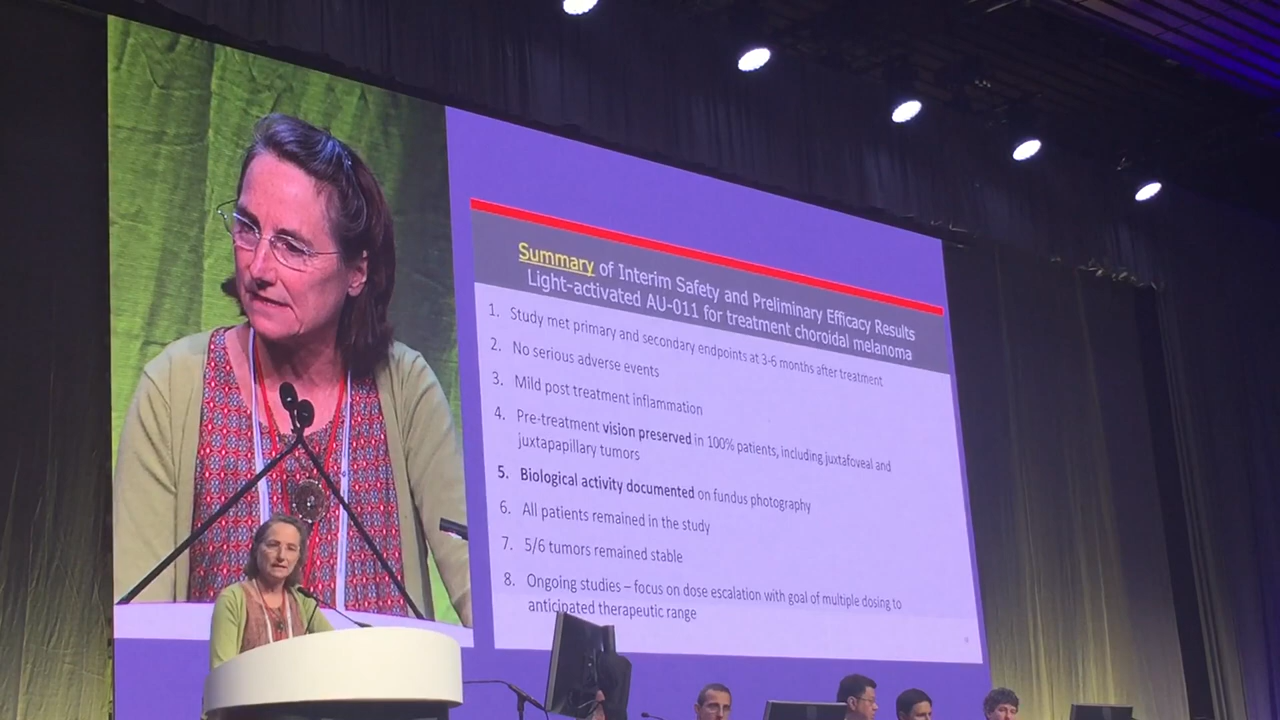 Summary of Interim Safety and Preliminary Efficacy Results
Light-activated AU-011 for treatment choroidal melanoma
1. Study met primary and secondary endpoints at 3-6 months after treatment
2. No serious adverse events
3. Mild post treatment inflammation
4. Pre-treatment vision preserved in 100% patients, including juxtafoveal and
juxtapapillary tumors
5. Biological activity documented on fundus photography
6. All patients remained in the study
7. 5/6 tumors remained stable
8. Ongoing studies – focus on dose escalation with goal of multiple dosing to
anticipated therapeutic range